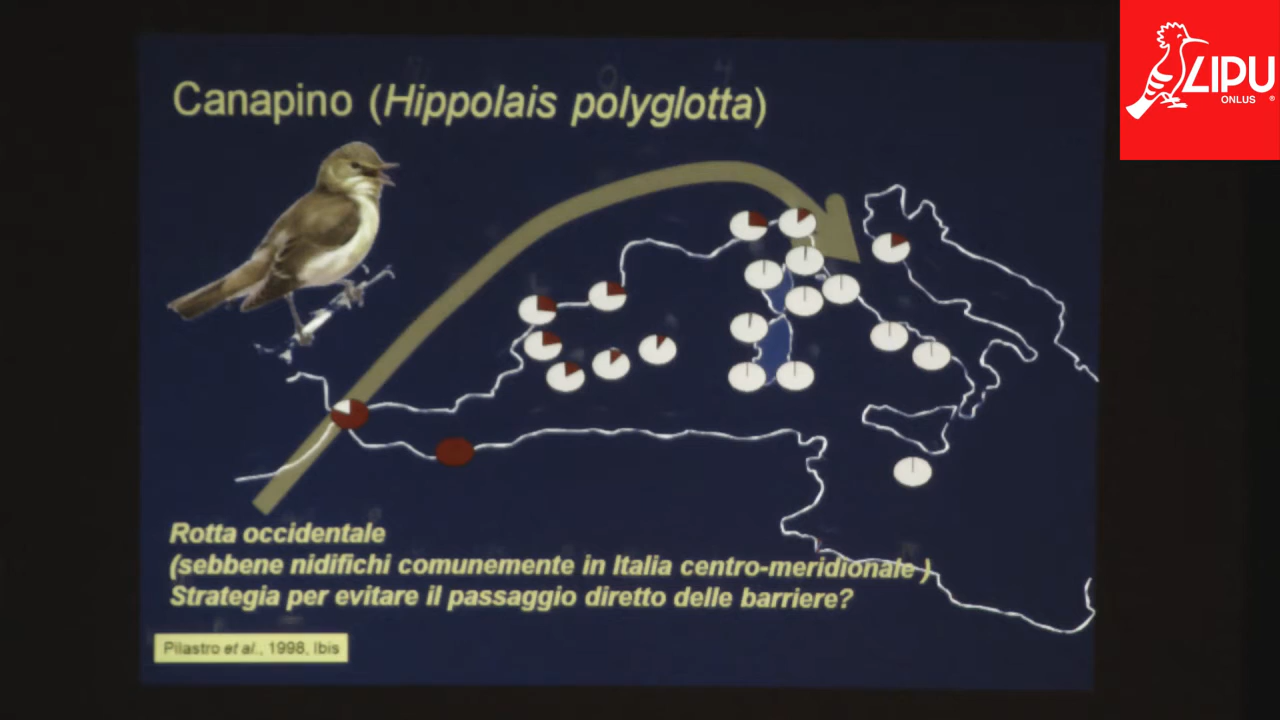 Canapino (Hippolais polyglotta)
LIPU
ONLUS ®
Rotta occidentale
(sebbene nidifichi comunemente in Italia centro-meridionale )
Strategia per evitare il passaggio diretto delle barriere?
Pilastro et al., 1998, Ibis